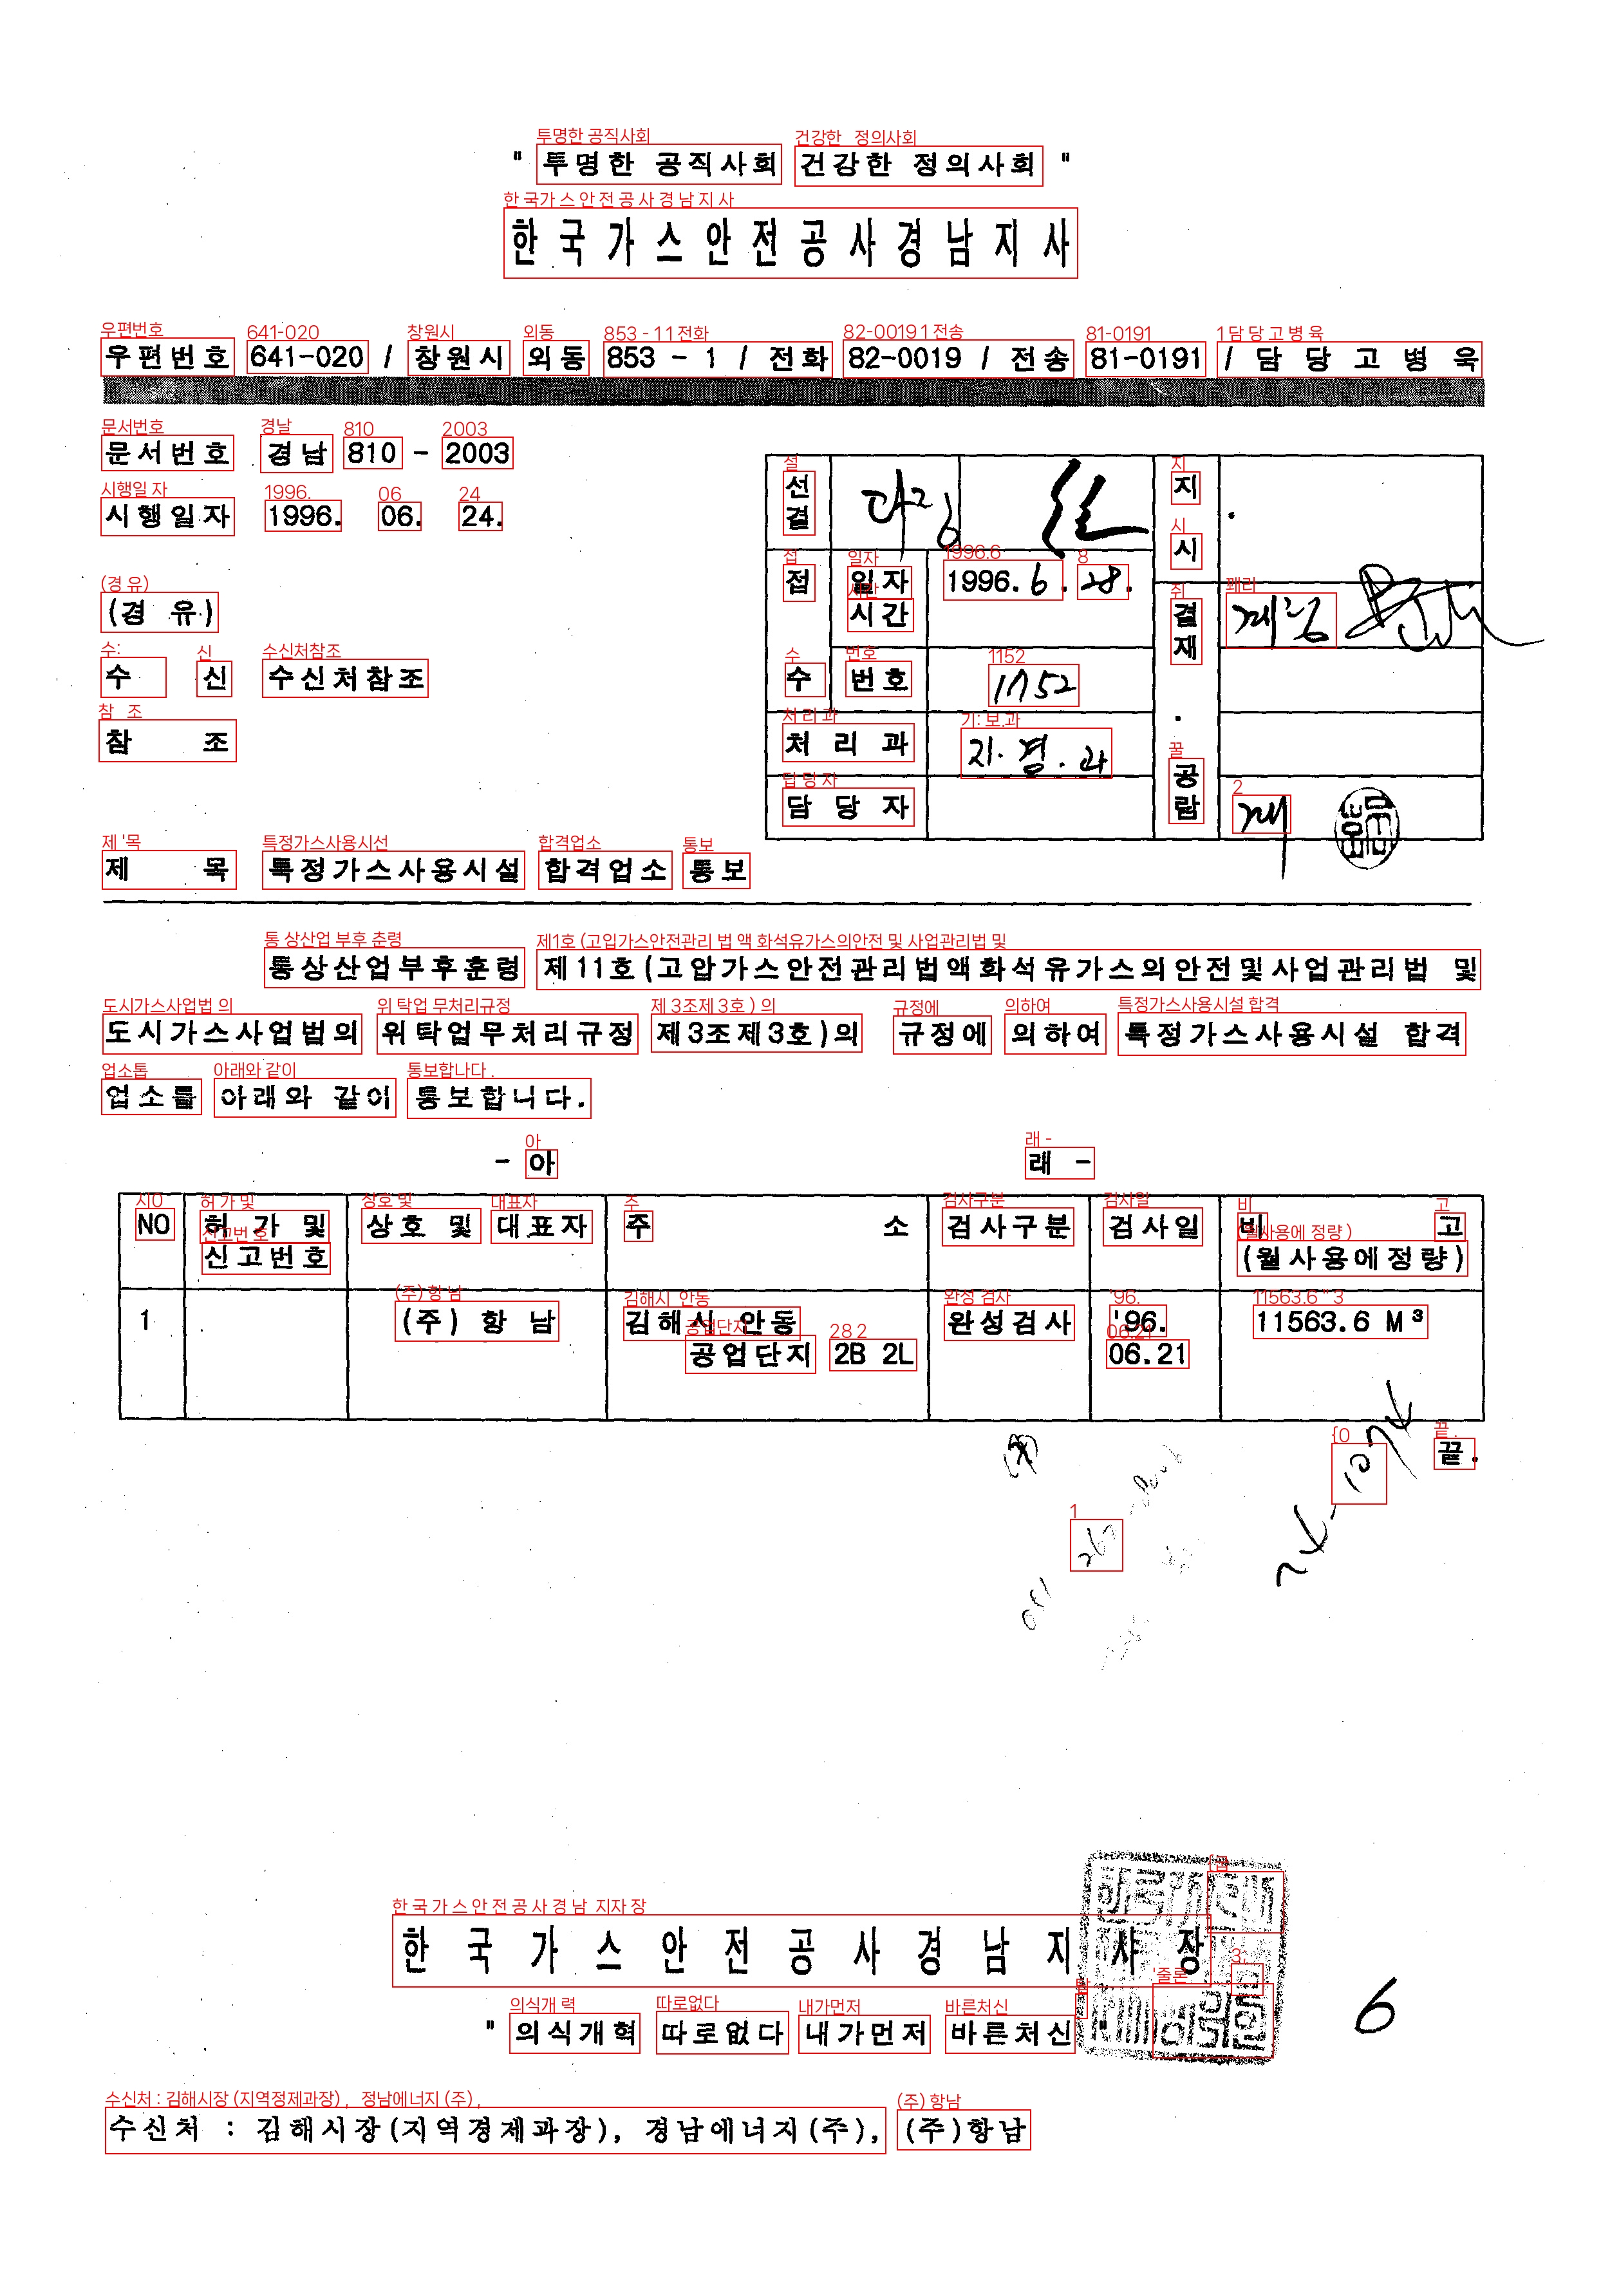 " 투명한 공직사회 건강한 정의사회 "
한국가스안전공사경남지사
우편번호 641-020 / 창원시 외동 853 - 1 / 전화 82-0019 / 전송 81-0191 / 담당 고병욱
문서번호 경남 810 - 2003
시행일자 1996. 06. 24.
(경 유)
수 신 수신처참조
참 조
선결
지시
접수
일자 1996. 6. 28.
시간
번호
결재
처리과
담당자
공람
제 목 특정가스사용시설 합격업소 통보
통상산업부후훈령 제11호(고압가스안전관리법액화석유가스의안전및사업관리법 및
도시가스사업법의 위탁업무처리규정 제3조제3호)의 규정에 의하여 특정가스사용시설 합격
업소를 아래와 같이 통보합니다.
- 아 래 -
NO 허 가 및 신고번호 상호 및 대표자 주 소 검사구분 검사일 비 고 (월사용예정량)
1 (주) 항 남 김해시 안동 공업단지 2B 2L 완성검사 '96. 06.21 11563.6 M³
끝.
한국가스안전공사경남지사장
" 의식개혁 따로없다 내가먼저 바른처신 "
6
수신처 : 김해시장(지역경제과장), 경남에너지(주), (주)항남